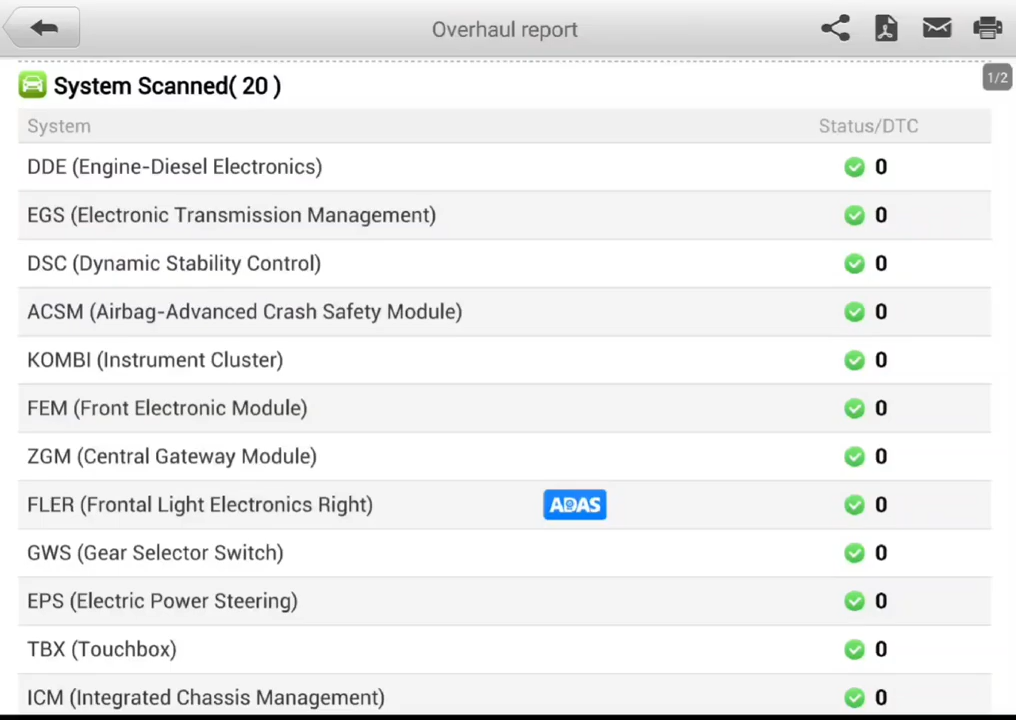 Overhaul report
1/2
System Scanned( 20 )
System Status/DTC
DDE (Engine-Diesel Electronics) 0
EGS (Electronic Transmission Management) 0
DSC (Dynamic Stability Control) 0
ACSM (Airbag-Advanced Crash Safety Module) 0
KOMBI (Instrument Cluster) 0
FEM (Front Electronic Module) 0
ZGM (Central Gateway Module) 0
FLER (Frontal Light Electronics Right) ADAS 0
GWS (Gear Selector Switch) 0
EPS (Electric Power Steering) 0
TBX (Touchbox) 0
ICM (Integrated Chassis Management) 0